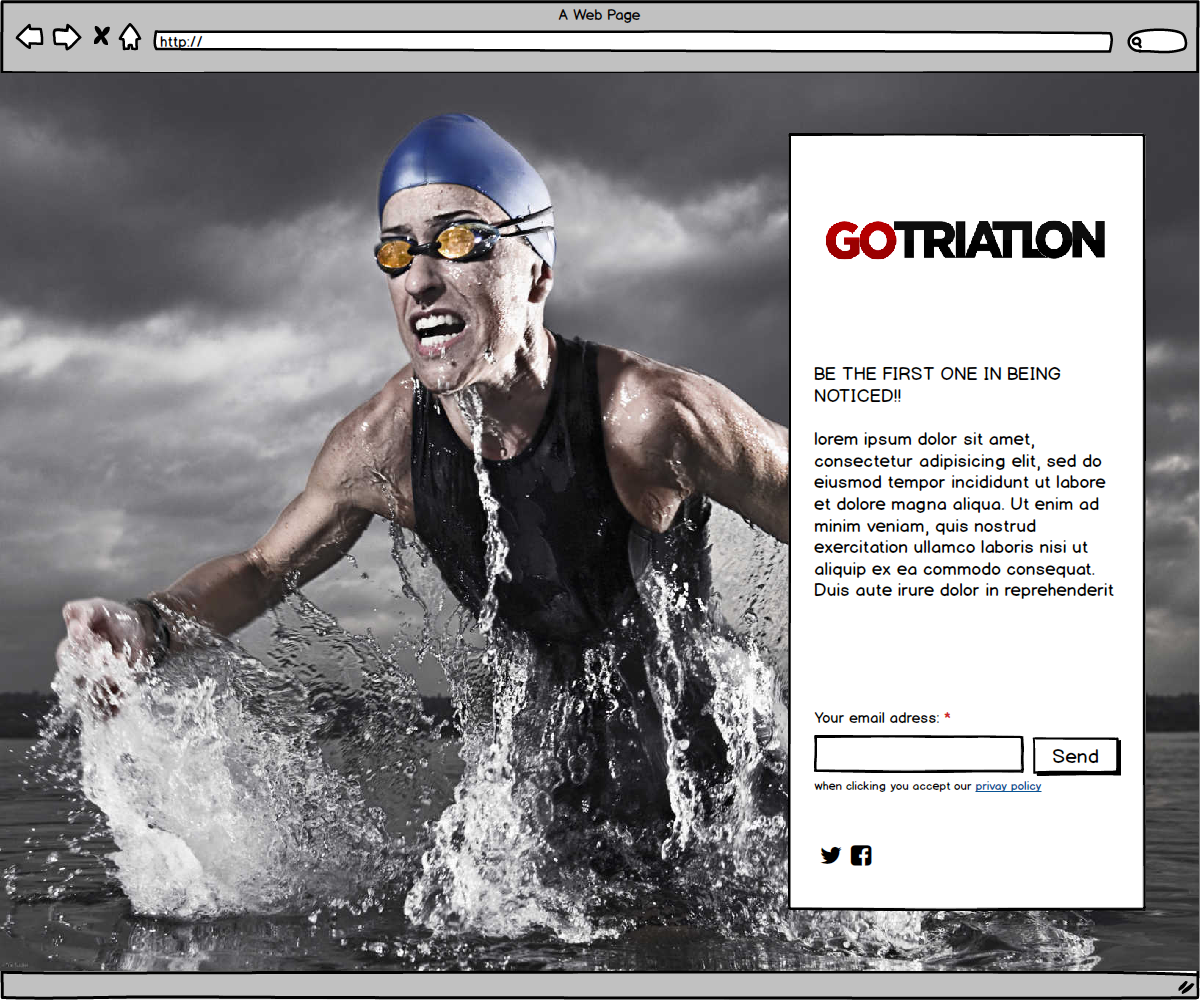 A Web Page
http://
GOTRIATLON
BE THE FIRST ONE IN BEING
NOTICED!!
lorem ipsum dolor sit amet,
consectetur adipisicing elit, sed do
eiusmod tempor incididunt ut labore
et dolore magna aliqua. Ut enim ad
minim veniam, quis nostrud
exercitation ullamco laboris nisi ut
aliquip ex ea commodo consequat.
Duis aute irure dolor in reprehenderit
Your email adress: *
Send
when clicking you accept our privay policy